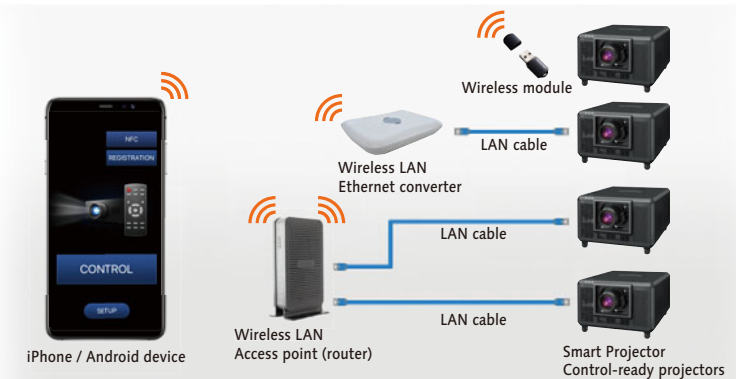 Wireless module
LAN cable
Wireless LAN
Ethernet converter
NFC
REGISTRATION
CONTROL
SETUP
LAN cable
LAN cable
Wireless LAN
Access point (router)
iPhone / Android device
Smart Projector
Control-ready projectors